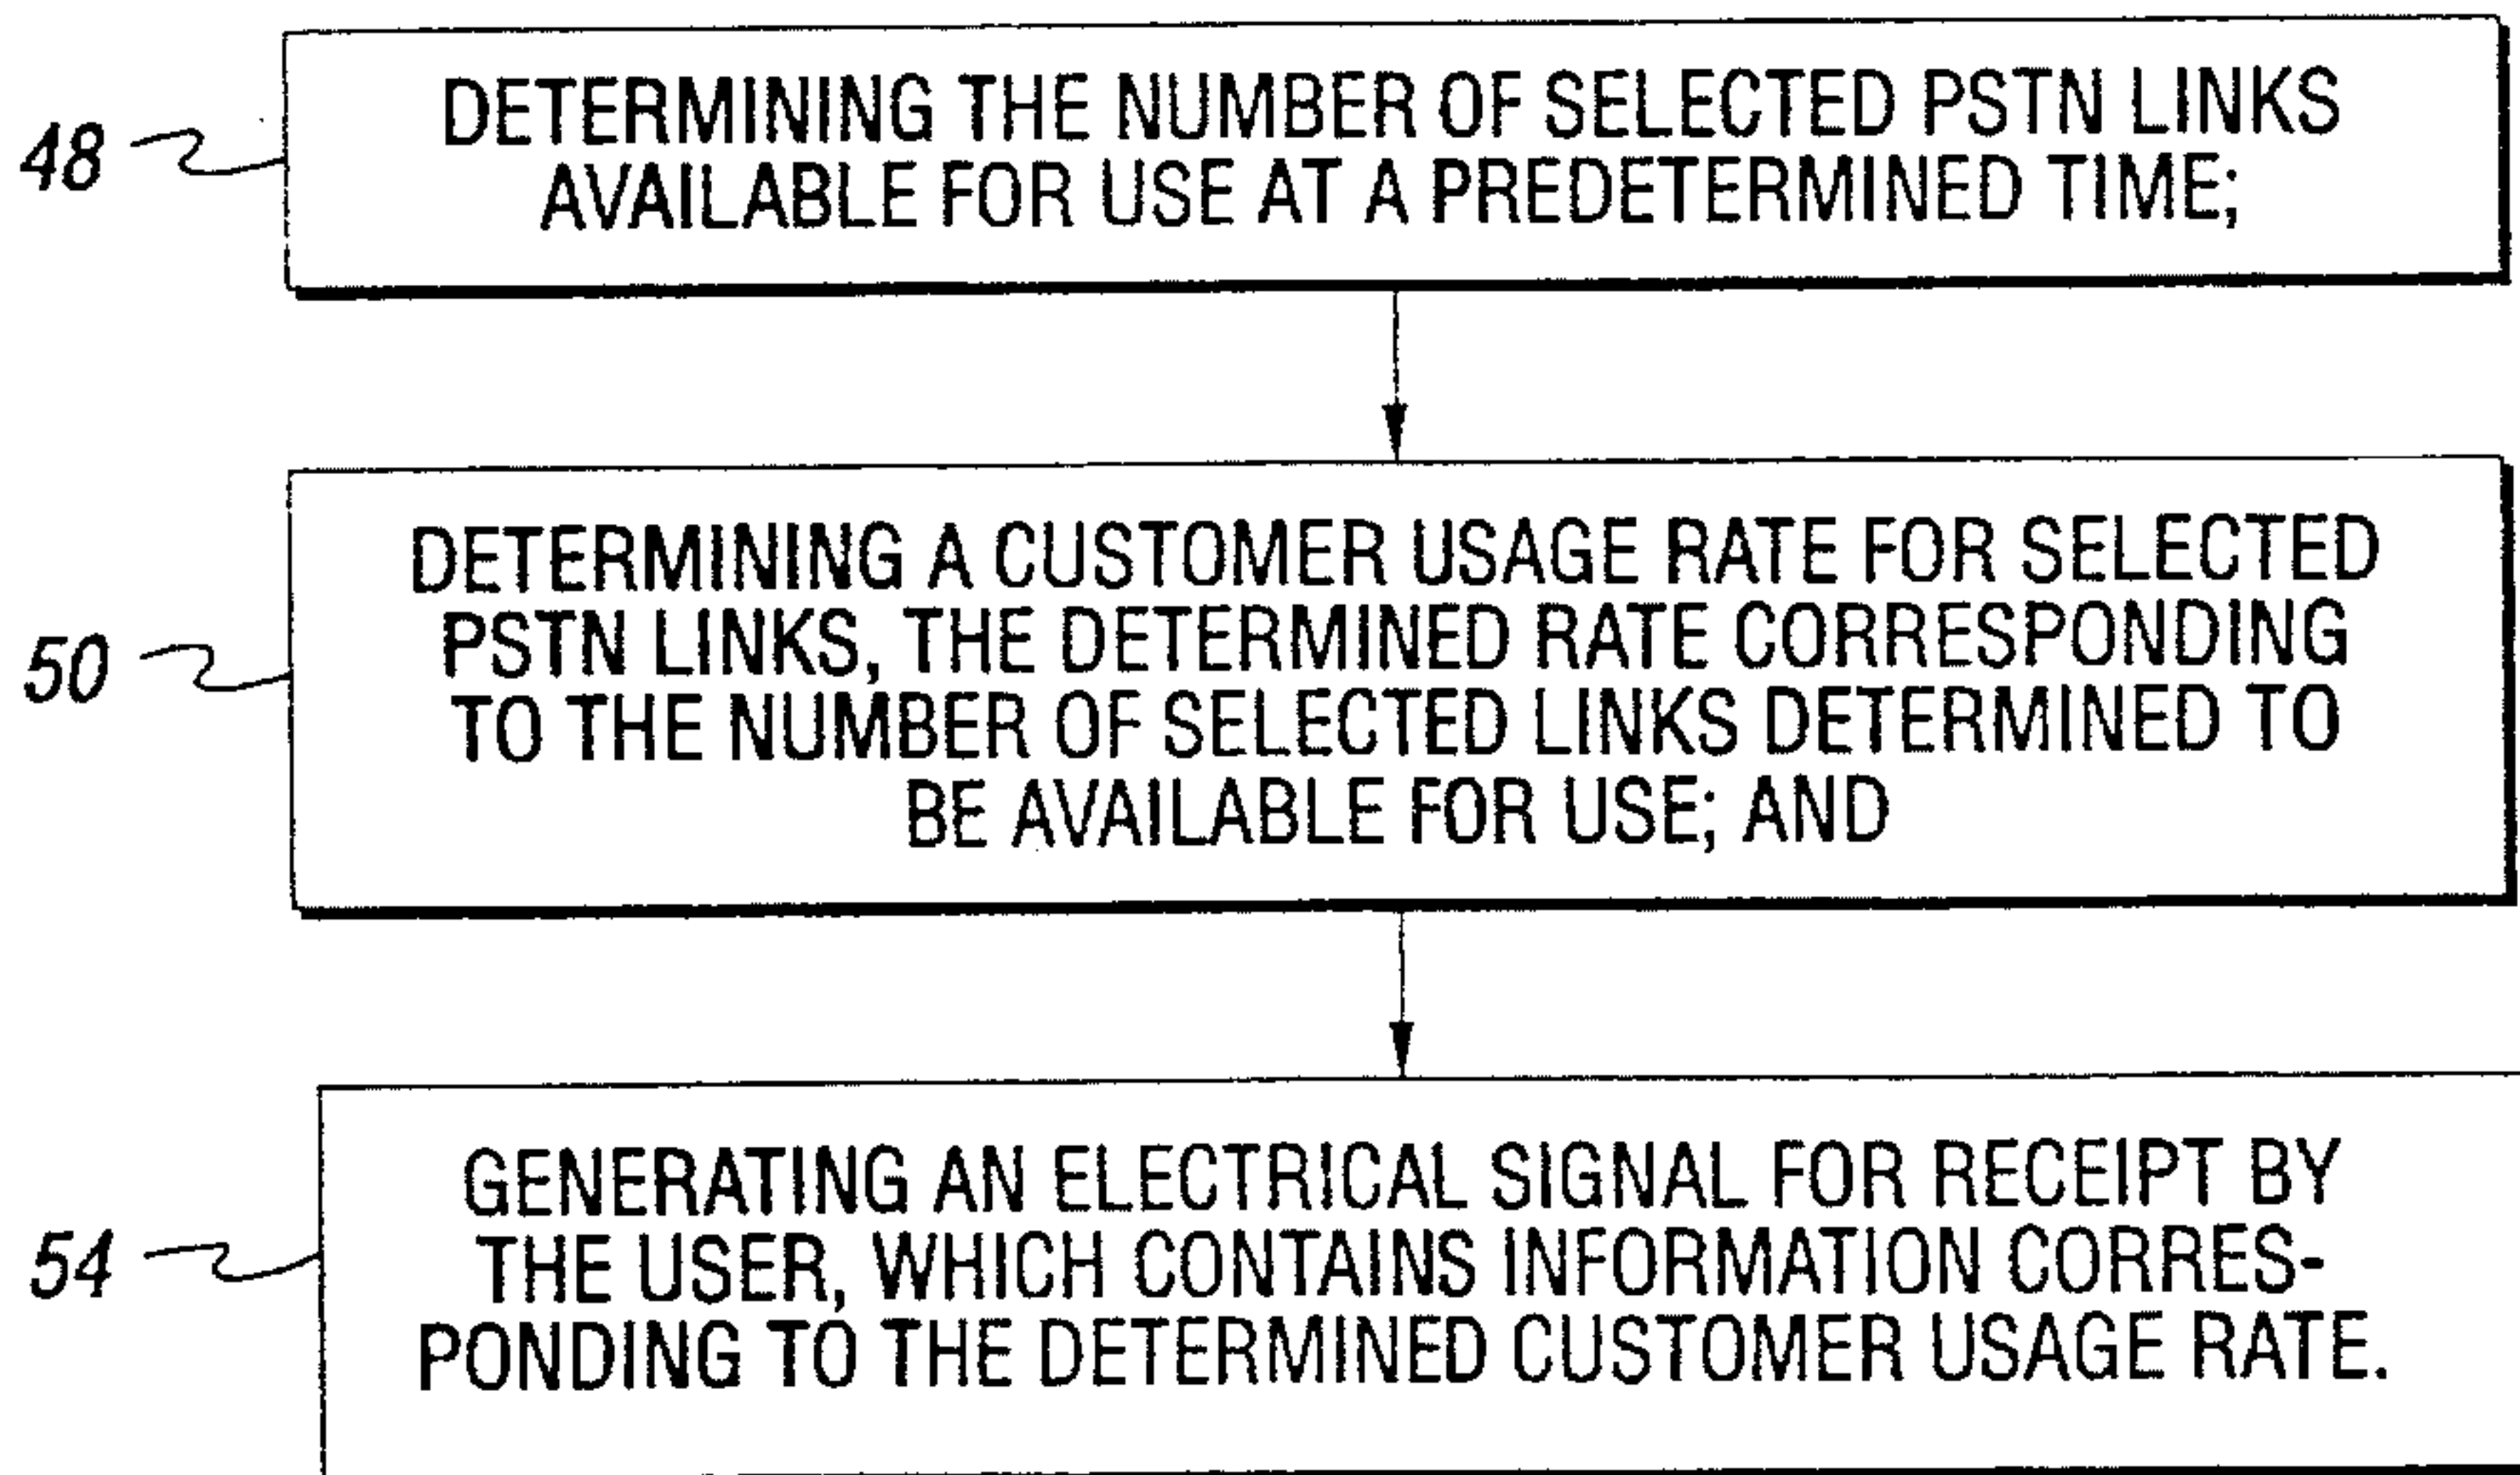 48
DETERMINING THE NUMBER OF SELECTED PSTN LINKS
AVAILABLE FOR USE AT A PREDETERMINED TIME;
50
DETERMINING A CUSTOMER USAGE RATE FOR SELECTED
PSTN LINKS, THE DETERMINED RATE CORRESPONDING
TO THE NUMBER OF SELECTED LINKS DETERMINED TO
BE AVAILABLE FOR USE; AND
54
GENERATING AN ELECTRICAL SIGNAL FOR RECEIPT BY
THE USER, WHICH CONTAINS INFORMATION CORRES-
PONDING TO THE DETERMINED CUSTOMER USAGE RATE.